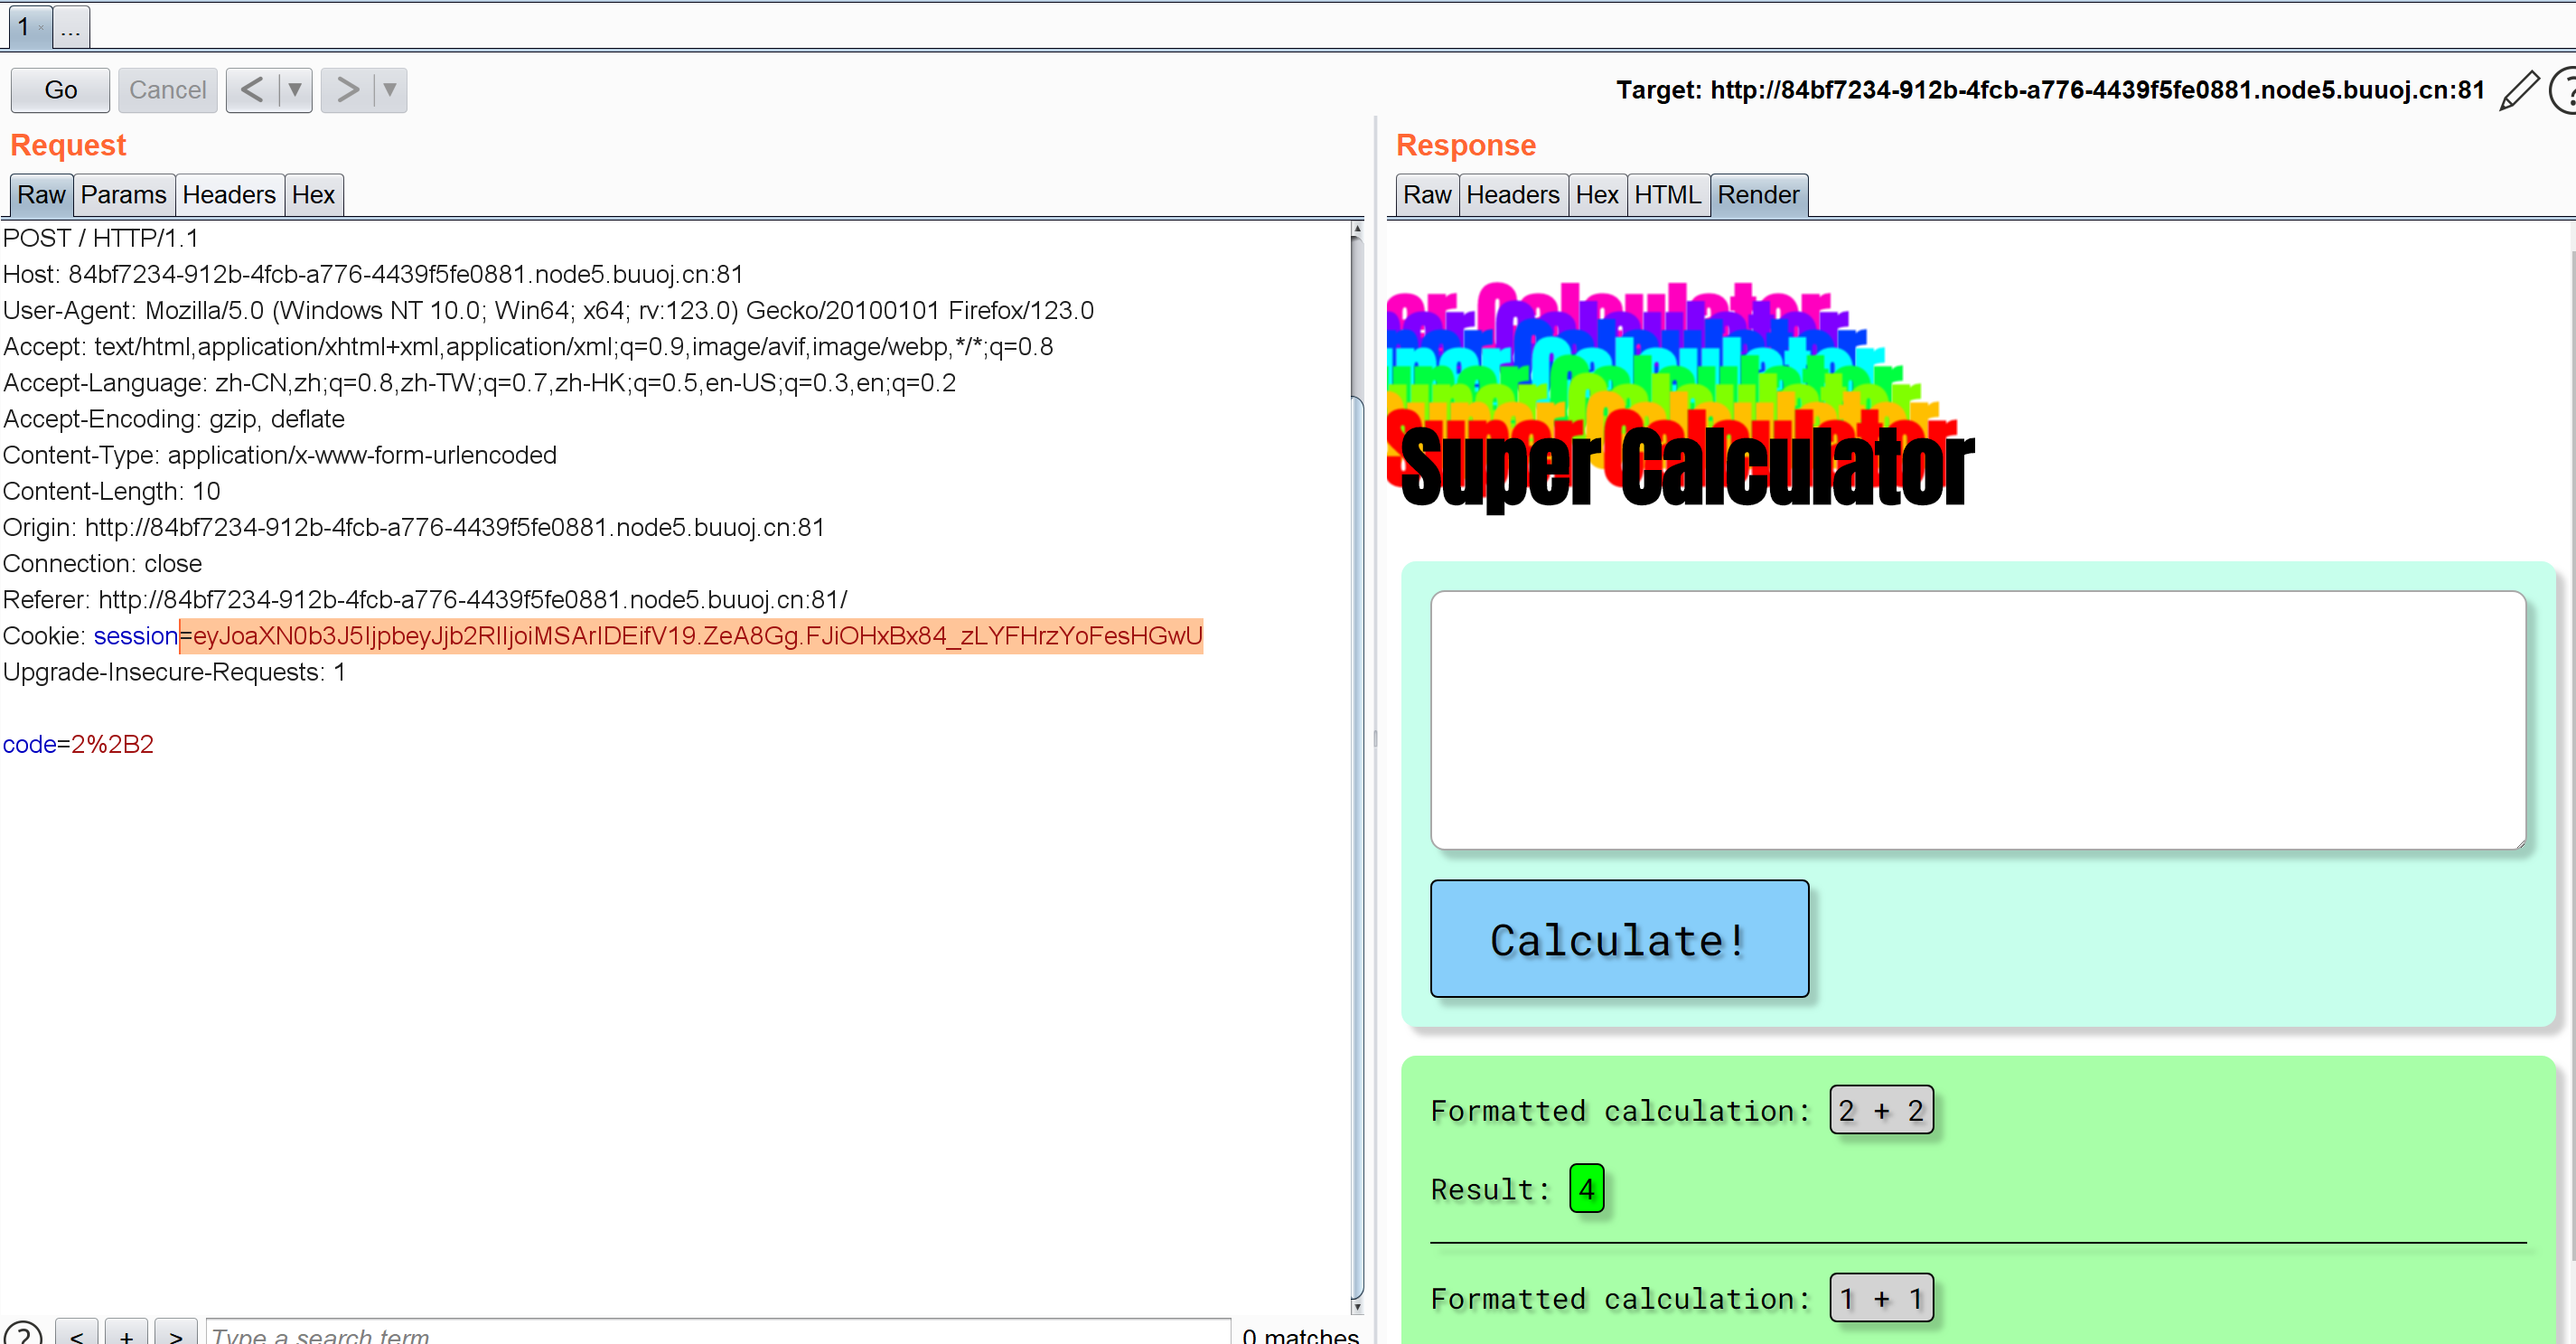 1 × ...
Go Cancel < ▼ > ▼ Target: http://84bf7234-912b-4fcb-a776-4439f5fe0881.node5.buuoj.cn:81 ?
Request
Raw Params Headers Hex
POST / HTTP/1.1
Host: 84bf7234-912b-4fcb-a776-4439f5fe0881.node5.buuoj.cn:81
User-Agent: Mozilla/5.0 (Windows NT 10.0; Win64; x64; rv:123.0) Gecko/20100101 Firefox/123.0
Accept: text/html,application/xhtml+xml,application/xml;q=0.9,image/avif,image/webp,*/*;q=0.8
Accept-Language: zh-CN,zh;q=0.8,zh-TW;q=0.7,zh-HK;q=0.5,en-US;q=0.3,en;q=0.2
Accept-Encoding: gzip, deflate
Content-Type: application/x-www-form-urlencoded
Content-Length: 10
Origin: http://84bf7234-912b-4fcb-a776-4439f5fe0881.node5.buuoj.cn:81
Connection: close
Referer: http://84bf7234-912b-4fcb-a776-4439f5fe0881.node5.buuoj.cn:81/
Cookie: session=eyJoaXN0b3J5IjpbeyJjb2RlIjoiMSArIDEifV19.ZeA8Gg.FJiOHxBx84_zLYFHrzYoFesHGwU
Upgrade-Insecure-Requests: 1
code=2%2B2
? < + > Type a search term 0 matches
Response
Raw Headers Hex HTML Render
Super Calculator
Calculate!
Formatted calculation: 2 + 2
Result: 4
Formatted calculation: 1 + 1